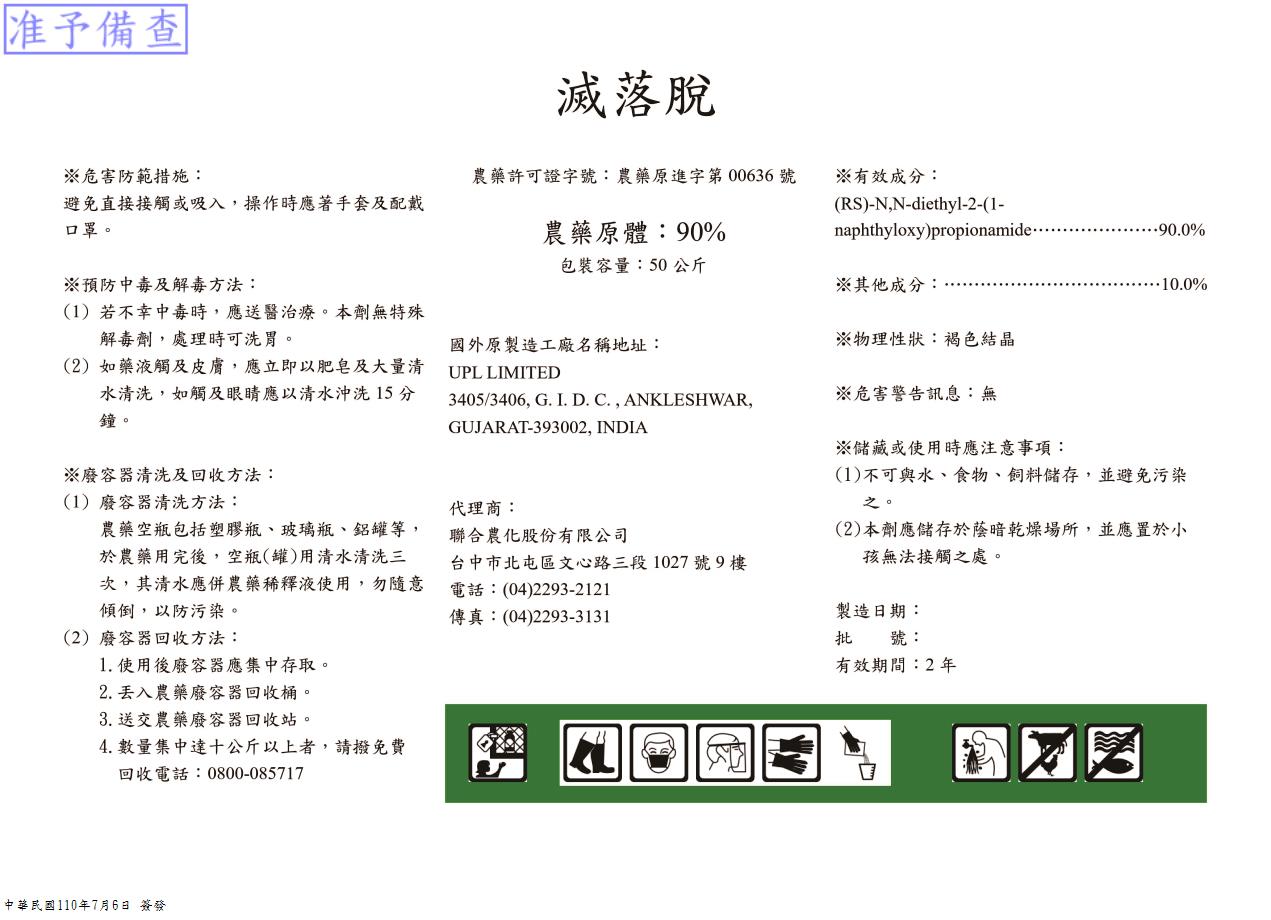 准予備查
滅落脫
※危害防範措施：
避免直接接觸或吸入，操作時應著手套及配戴
口罩。
※預防中毒及解毒方法：
(1) 若不幸中毒時，應送醫治療。本劑無特殊
解毒劑，處理時可洗胃。
(2) 如藥液觸及皮膚，應立即以肥皂及大量清
水清洗，如觸及眼睛應以清水沖洗 15 分
鐘。
※廢容器清洗及回收方法：
(1) 廢容器清洗方法：
農藥空瓶包括塑膠瓶、玻璃瓶、鋁罐等，
於農藥用完後，空瓶(罐)用清水清洗三
次，其清水應併農藥稀釋液使用，勿隨意
傾倒，以防污染。
(2) 廢容器回收方法：
1. 使用後廢容器應集中存取。
2. 丟入農藥廢容器回收桶。
3. 送交農藥廢容器回收站。
4. 數量集中達十公斤以上者，請撥免費
回收電話：0800-085717
農藥許可證字號：農藥原進字第 00636 號
農藥原體：90%
包裝容量：50 公斤
國外原製造工廠名稱地址：
UPL LIMITED
3405/3406, G. I. D. C. , ANKLESHWAR,
GUJARAT-393002, INDIA
代理商：
聯合農化股份有限公司
台中市北屯區文心路三段 1027 號 9 樓
電話：(04)2293-2121
傳真：(04)2293-3131
※有效成分：
(RS)-N,N-diethyl-2-(1-
naphthyloxy)propionamide…………………90.0%
※其他成分：………………………………10.0%
※物理性狀：褐色結晶
※危害警告訊息：無
※儲藏或使用時應注意事項：
(1)不可與水、食物、飼料儲存，並避免污染
之。
(2)本劑應儲存於蔭暗乾燥場所，並應置於小
孩無法接觸之處。
製造日期：
批　　號：
有效期間：2 年
中華民國110年7月6日 簽發